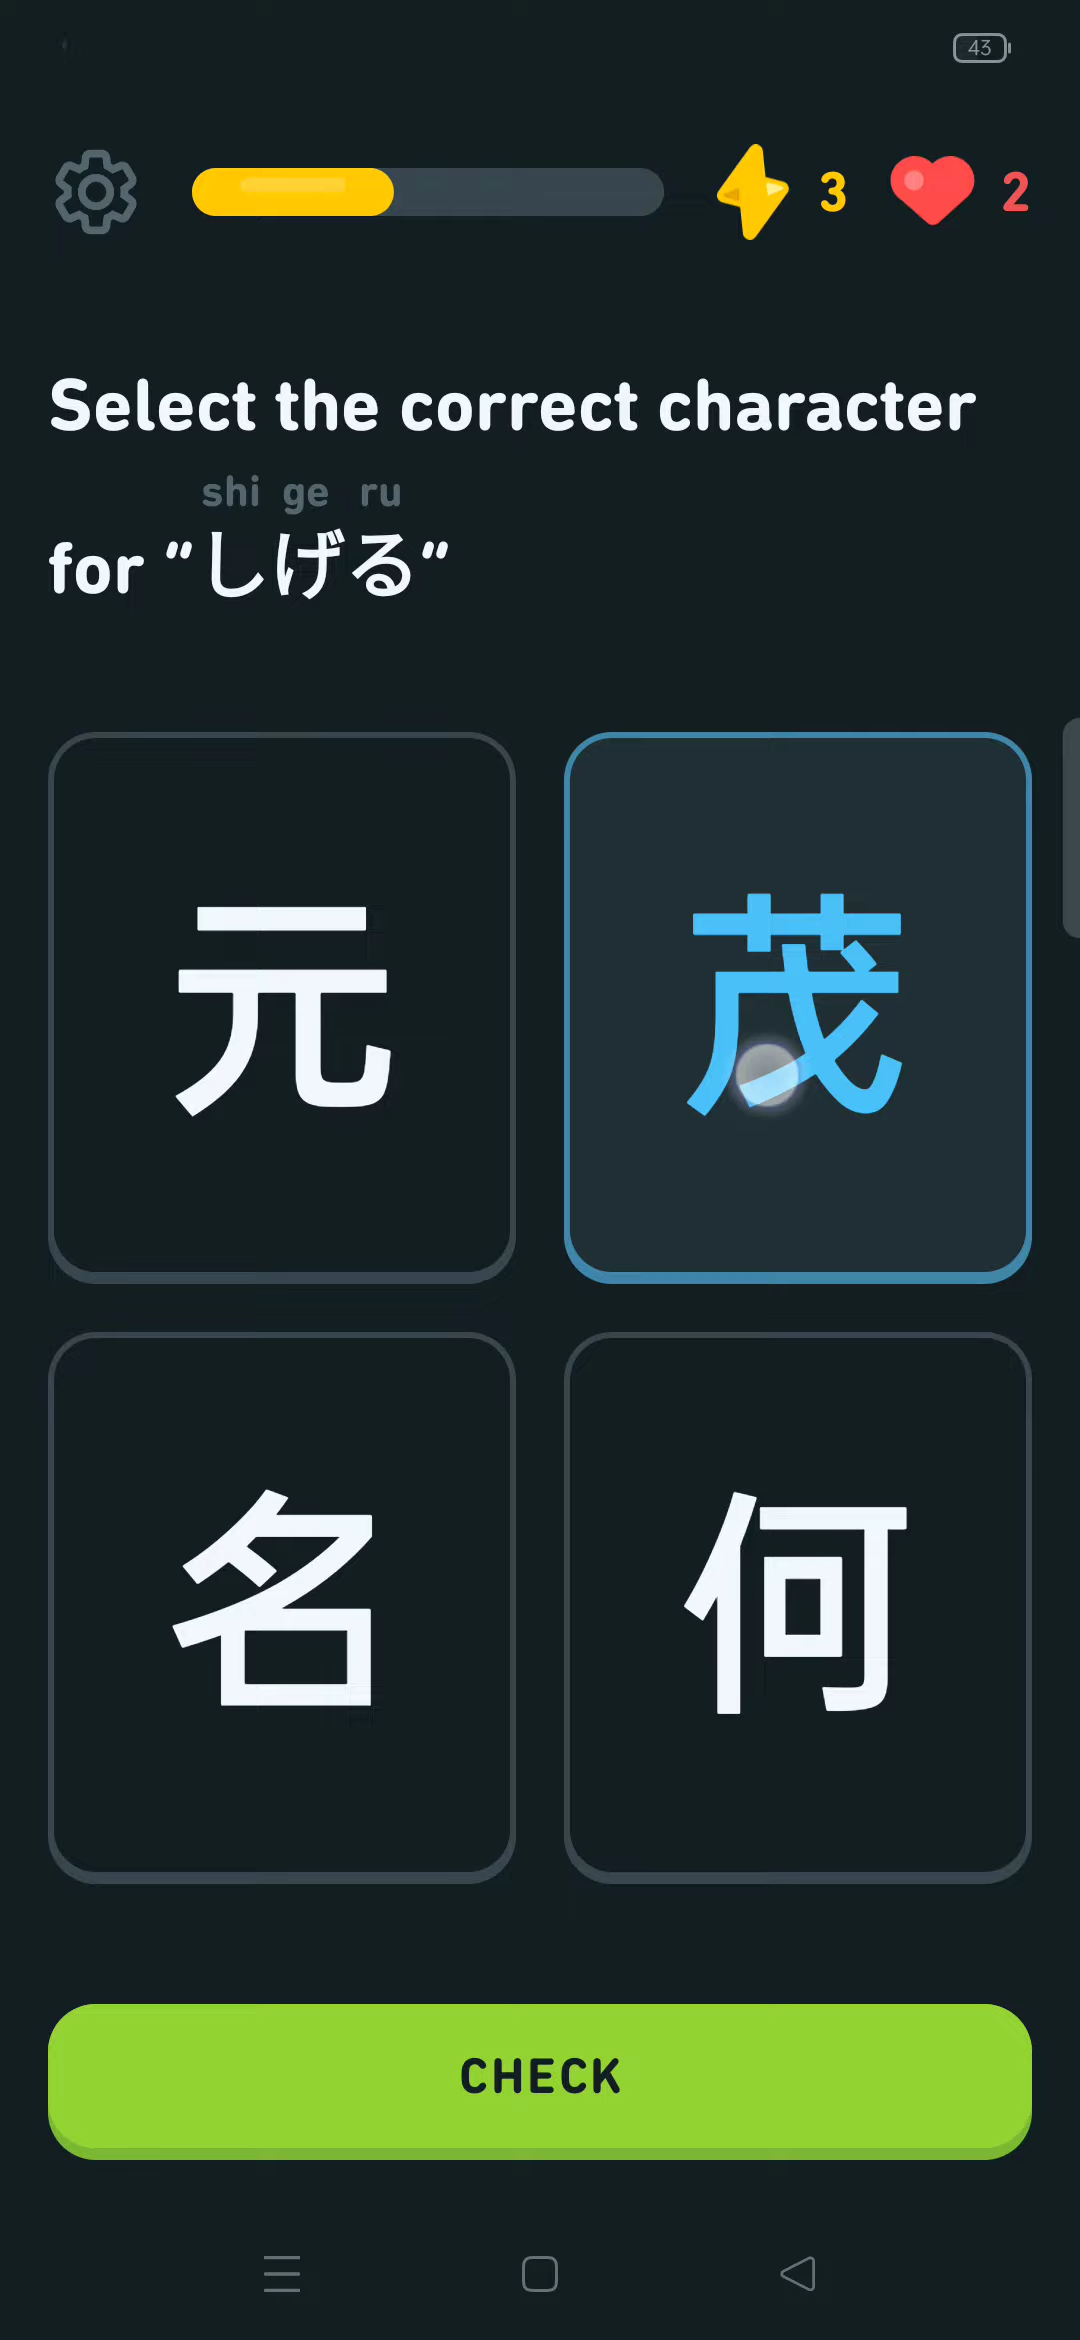 43
3 2
Select the correct character
shi ge ru
for “しげる”
元 茂
名 何
CHECK